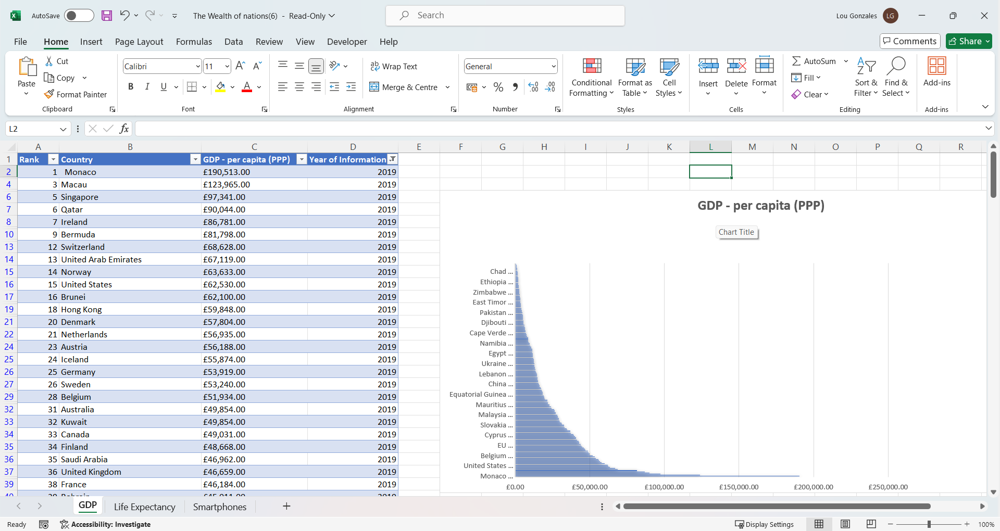 AutoSave
The Wealth of nations(6) - Read-Only
Search
Lou Gonzales LG
File Home Insert Page Layout Formulas Data Review View Developer Help
Comments Share
Paste
Cut
Copy
Format Painter
Clipboard
Calibri 11
B I U A
Font
Wrap Text
Merge & Centre
Alignment
General
Number
Conditional Formatting
Format as Table
Cell Styles
Styles
Insert Delete Format
Cells
AutoSum
Fill
Clear
Sort & Filter
Find & Select
Editing
Add-ins
Add-ins
L2 fx
A B C D E F G H I J K L M N O P Q R
1 Rank Country GDP - per capita (PPP) Year of Information
2 1 Monaco £190,513.00 2019
4 3 Macau £123,965.00 2019
6 5 Singapore £97,341.00 2019
7 6 Qatar £90,044.00 2019
8 7 Ireland £86,781.00 2019
10 9 Bermuda £81,798.00 2019
13 12 Switzerland £68,628.00 2019
14 13 United Arab Emirates £67,119.00 2019
15 14 Norway £63,633.00 2019
16 15 United States £62,530.00 2019
17 16 Brunei £62,100.00 2019
19 18 Hong Kong £59,848.00 2019
21 20 Denmark £57,804.00 2019
22 21 Netherlands £56,935.00 2019
24 23 Austria £56,188.00 2019
25 24 Iceland £55,874.00 2019
26 25 Germany £53,919.00 2019
27 26 Sweden £53,240.00 2019
29 28 Belgium £51,934.00 2019
32 31 Australia £49,854.00 2019
33 32 Kuwait £49,854.00 2019
34 33 Canada £49,031.00 2019
35 34 Finland £48,668.00 2019
36 35 Saudi Arabia £46,962.00 2019
37 36 United Kingdom £46,659.00 2019
39 38 France £46,184.00 2019
GDP - per capita (PPP)
Chart Title
Chad ...
Ethiopia ...
Zimbabwe ...
East Timor ...
Pakistan ...
Djibouti ...
Cape Verde ...
Namibia ...
Egypt ...
Ukraine ...
Lebanon ...
China ...
Equatorial Guinea ...
Mauritius ...
Malaysia ...
Slovakia ...
Cyprus ...
EU ...
Belgium ...
United States ...
Monaco ...
£0.00 £50,000.00 £100,000.00 £150,000.00 £200,000.00 £250,000.00
GDP Life Expectancy Smartphones
Ready Accessibility: Investigate
Display Settings 100%